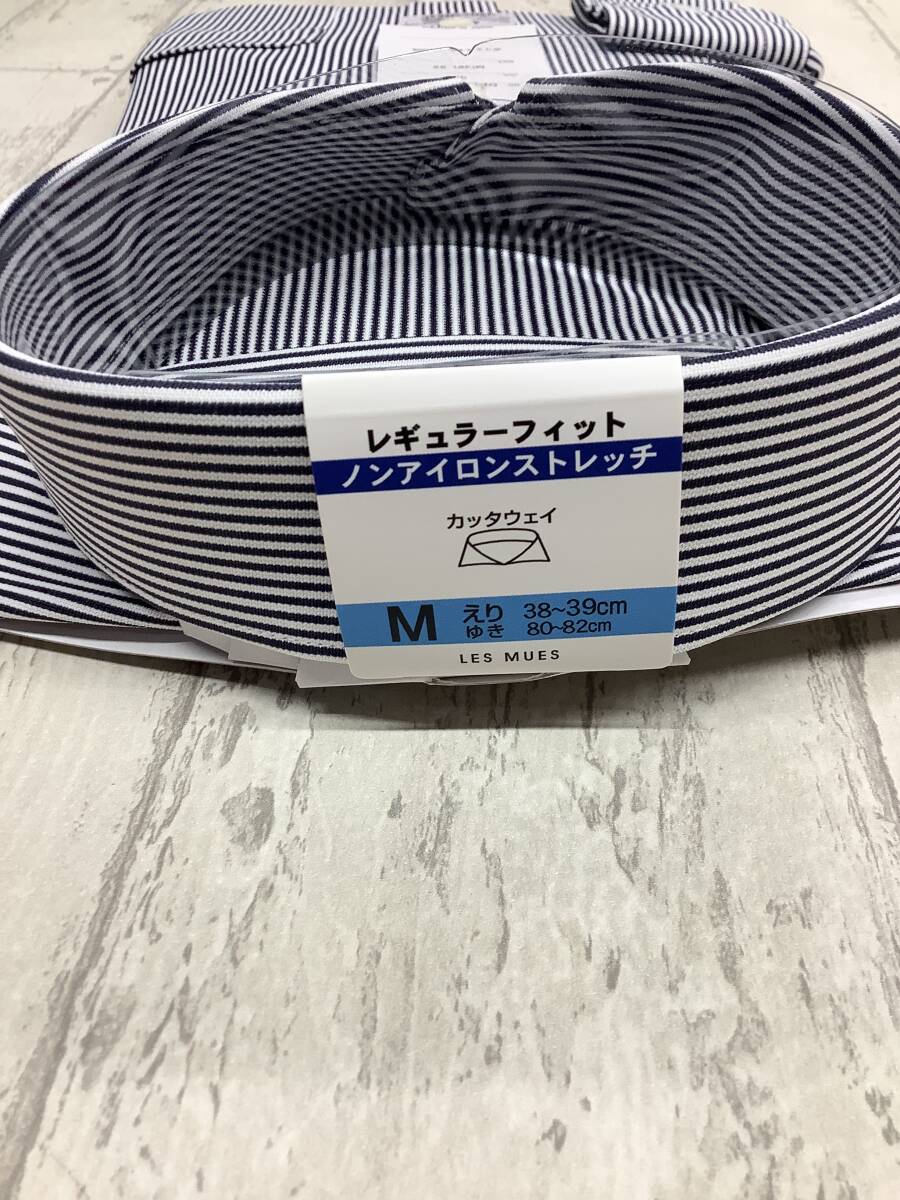 レギュラーフィット
ノンアイロンストレッチ
カッタウェイ
M えり 38~39cm
ゆき 80~82cm
LES MUES